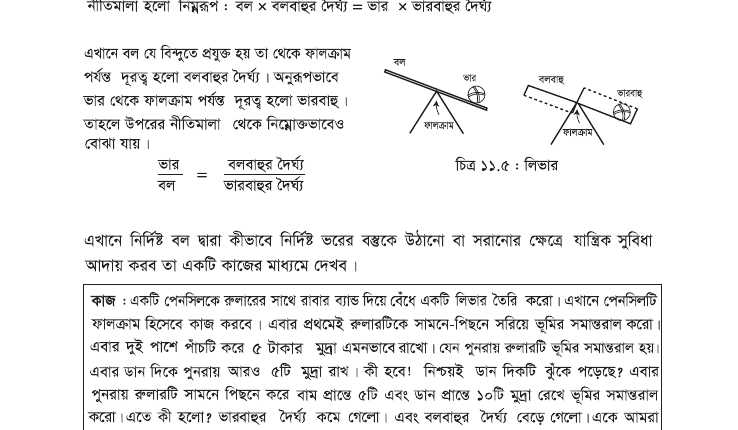 নীতিমালা হলো নিম্নরূপ : বল × বলবাহুর দৈর্ঘ্য = ভার × ভারবাহুর দৈর্ঘ্য
এখানে বল যে বিন্দুতে প্রযুক্ত হয় তা থেকে ফালক্রাম
পর্যন্ত দূরত্ব হলো বলবাহুর দৈর্ঘ্য। অনুরূপভাবে
ভার থেকে ফালক্রাম পর্যন্ত দূরত্ব হলো ভারবাহু।
তাহলে উপরের নীতিমালা থেকে নিম্নোক্তভাবেও
বোঝা যায়।
ভার বলবাহুর দৈর্ঘ্য
=
বল ভারবাহুর দৈর্ঘ্য
বল
ভার
ফালক্রাম
বলবাহু
ভারবাহু
ফালক্রাম
চিত্র ১১.৫ : লিভার
এখানে নির্দিষ্ট বল দ্বারা কীভাবে নির্দিষ্ট ভরের বস্তুকে উঠানো বা সরানোর ক্ষেত্রে যান্ত্রিক সুবিধা
আদায় করব তা একটি কাজের মাধ্যমে দেখব।
কাজ : একটি পেনসিলকে রুলারের সাথে রাবার ব্যান্ড দিয়ে বেঁধে একটি লিভার তৈরি করো। এখানে পেনসিলটি
ফালক্রাম হিসেবে কাজ করবে। এবার প্রথমেই রুলারটিকে সামনে-পিছনে সরিয়ে ভূমির সমান্তরাল করো।
এবার দুই পাশে পাঁচটি করে ৫ টাকার মুদ্রা এমনভাবে রাখো। যেন পুনরায় রুলারটি ভূমির সমান্তরাল হয়।
এবার ডান দিকে পুনরায় আরও ৫টি মুদ্রা রাখ। কী হবে! নিশ্চয়ই ডান দিকটি ঝুঁকে পড়েছে? এবার
পুনরায় রুলারটি সামনে পিছনে করে বাম প্রান্তে ৫টি এবং ডান প্রান্তে ১০টি মুদ্রা রেখে ভূমির সমান্তরাল
করো। এতে কী হলো? ভারবাহুর দৈর্ঘ্য কমে গেলো। এবং বলবাহুর দৈর্ঘ্য বেড়ে গেলো। একে আমরা